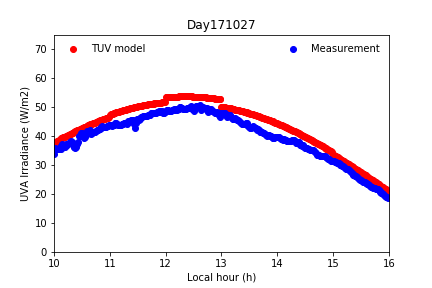 Day171027
TUV model
Measurement
UVA Irradiance (W/m2)
70
60
50
40
30
20
10
0
10 11 12 13 14 15 16
Local hour (h)